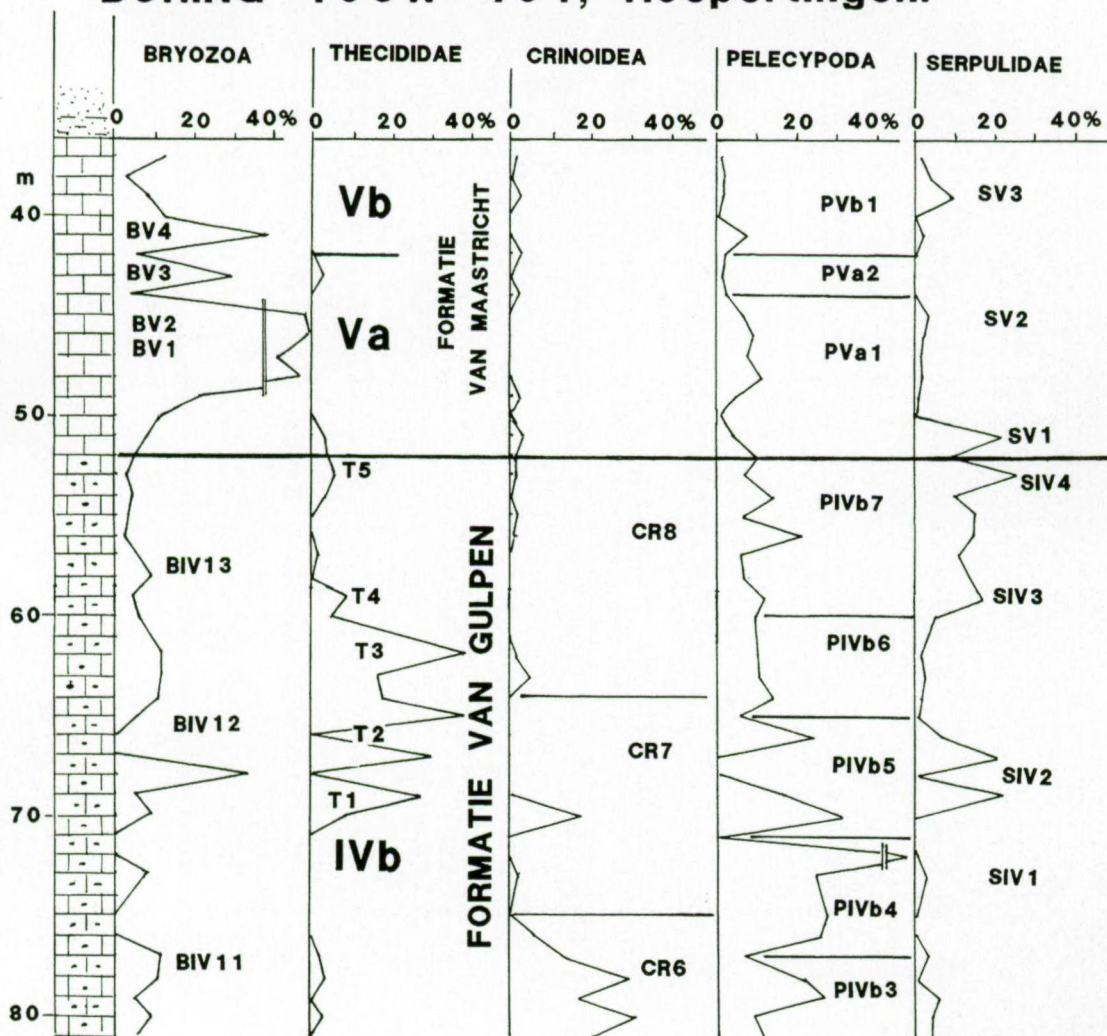 BRYOZOA THECIDIDAE CRINOIDEA PELECYPODA SERPULIDAE
0 20 40% 0 20 40% 0 20 40% 0 20 40% 0 20 40%
m
40
50
60
70
80
BV4
BV3
BV2
BV1
BIV13
BIV12
BIV11
Vb
Va
T5
T4
T3
T2
T1
IVb
FORMATIE
VAN MAASTRICHT
FORMATIE VAN GULPEN
CR8
CR7
CR6
PVb1
PVa2
PVa1
PIVb7
PIVb6
PIVb5
PIVb4
PIVb3
SV3
SV2
SV1
SIV4
SIV3
SIV2
SIV1